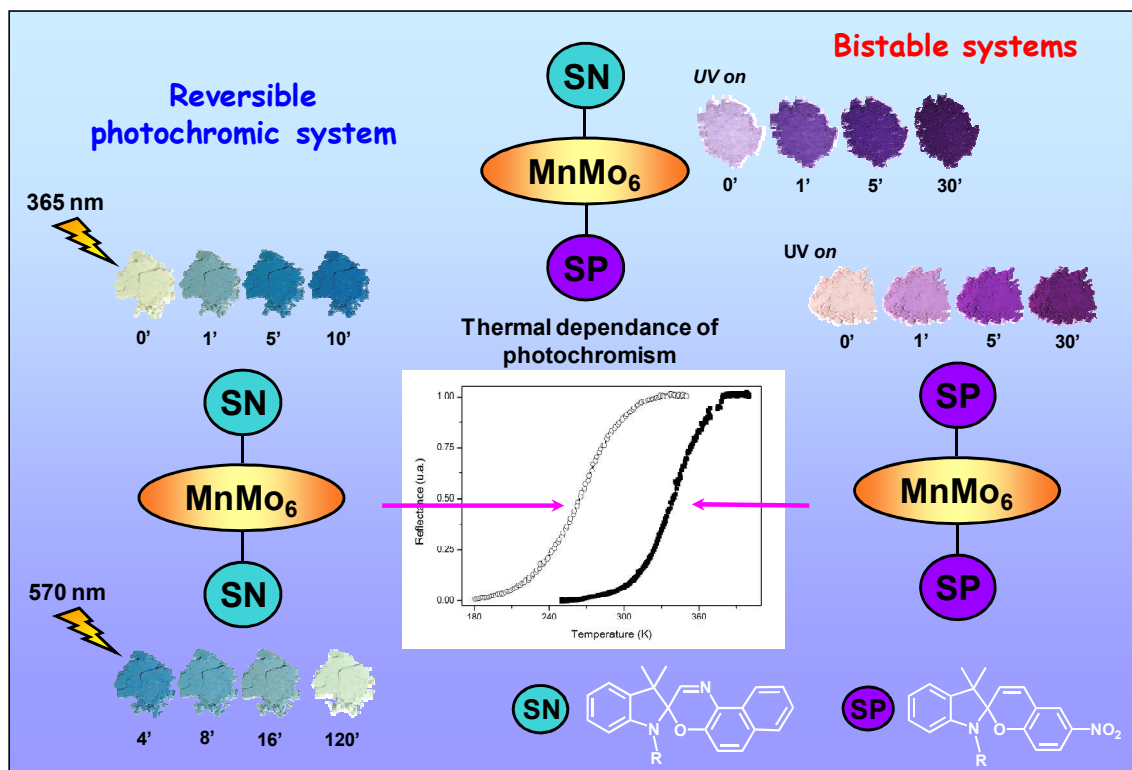 Reversible
photochromic system
Bistable systems
SN
MnMo6
SP
UV on
0' 1' 5' 30'
365 nm
0' 1' 5' 10'
UV on
0' 1' 5' 30'
Thermal dependance of
photochromism
SN
MnMo6
SN
1.00
0.75
0.50
0.25
0.00
Reflectance (u.a.)
180 240 300 360
Temperature (K)
SP
MnMo6
SP
570 nm
4' 8' 16' 120'
SN
N
O
N
R
SP
O
N
R
NO2